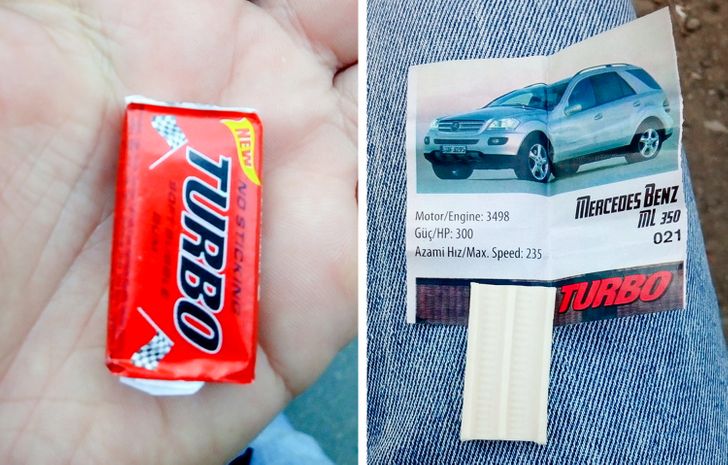 NEW
NO STICKING
TURBO
Motor/Engine: 3498
Güç/HP: 300
Azami Hız/Max. Speed: 235
MERCEDES BENZ
ML 350
021
TURBO